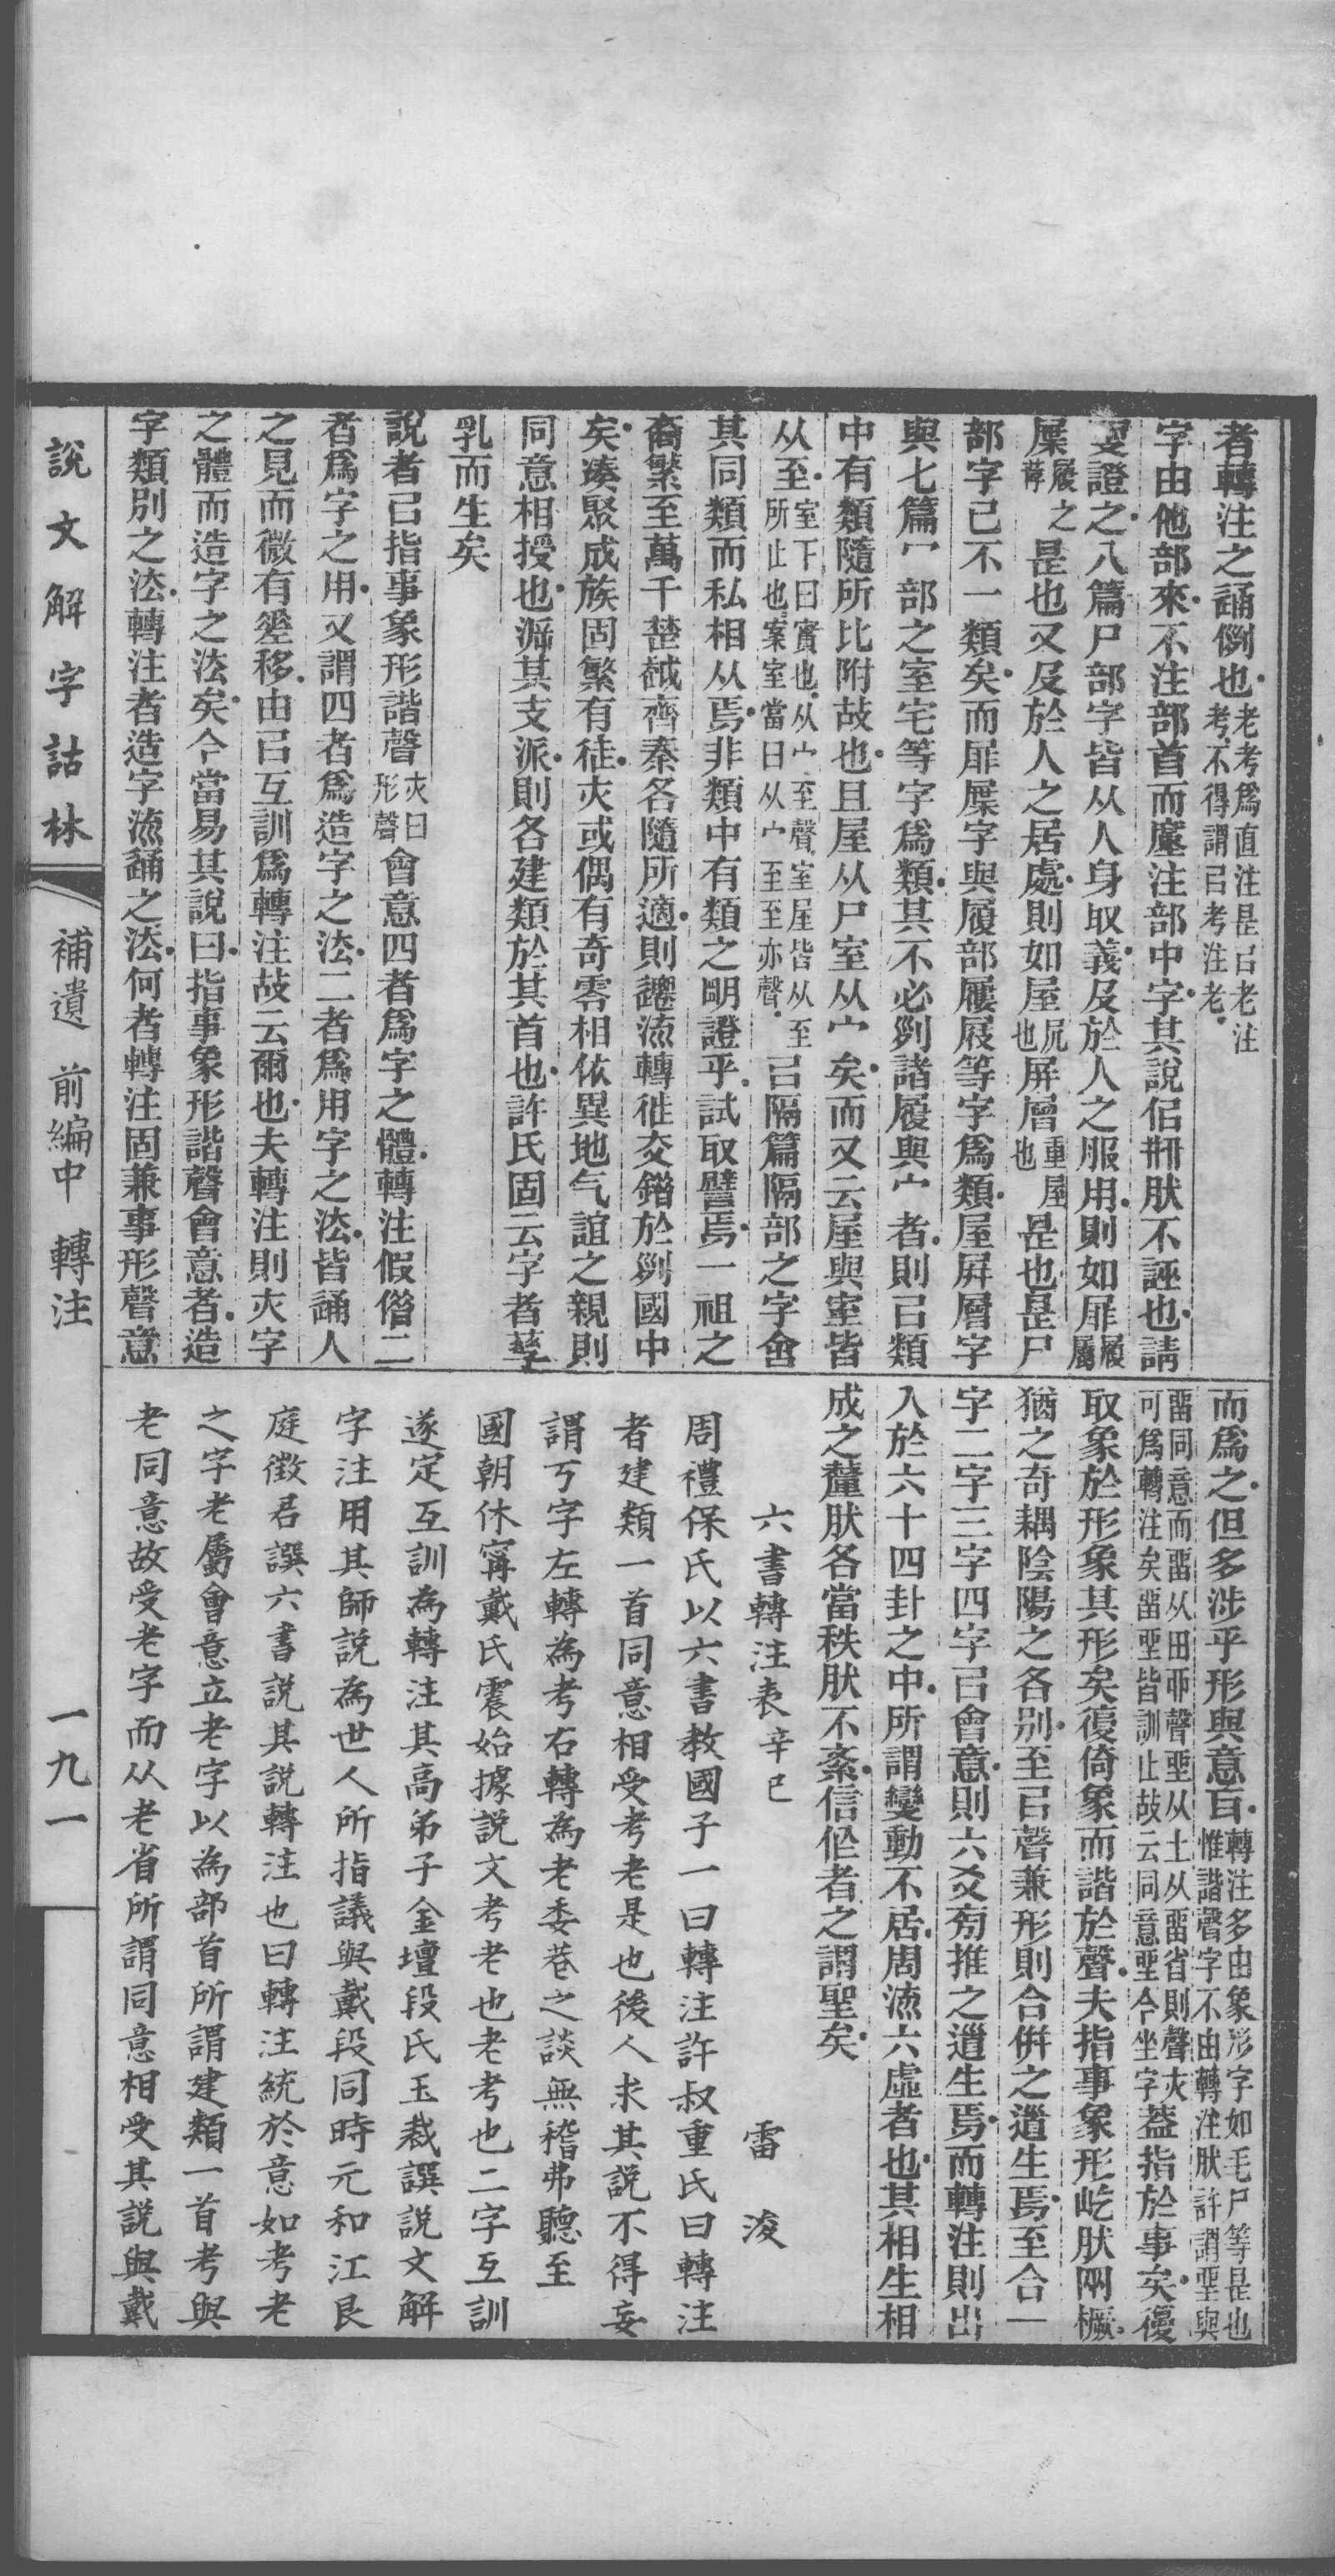 者轉注之誦倒也老考爲直注是㠯老注考不得謂㠯考注老
字由他部來不注部首而廑注部中字其說佀𣃔肰不誣也請
㪅證之八篇尸部字皆从人身取義及於人之服用則如屝履屬
屟履之荐是也又及於人之居處則如屋凥也屏層重屋也是也是尸
部字已不一類矣而屝屟字與履部屨屐等字爲類屋屏層字
與七篇宀部之室宅等字爲類其不必𠛱諸履與宀者則㠯類
中有類隨所比附故也且屋从尸室从宀矣而又云屋與室皆
从至室下曰實也从宀至聲室屋皆从至所止也案室當曰从宀至至亦聲㠯隔篇隔部之字會
其同類而私相从焉非類中有類之朙證乎試取譬焉一祖之
裔繁至萬千楚越齊秦各隨所適則遷流轉徙交錯於𠛱國中
矣湊聚成族固繁有徒夾或偶有奇零相依異地气誼之親則
同意相授也㴑其支派則各建類於其首也許氏固云字者孳
乳而生矣
說者㠯指事象形諧聲夾曰形聲會意四者爲字之體轉注假借二
者爲字之用又謂四者爲造字之法二者爲用字之法皆誦人
之見而微有𢀩移由㠯互訓爲轉注故云爾也夫轉注則夾字
之體而造字之法矣今當易其說曰指事象形諧聲會意者造
字類別之法轉注者造字流誦之法何者轉注固兼事形聲意
而爲之但多涉乎形與意百轉注多由象形字如毛尸等是也惟諧聲字不由轉注肰許謂堊與
畱同意而畱从田丣聲堊从土从畱省則聲夾可爲轉注矣畱堊皆訓止故云同意堊今坐字葢指於事矣復
取象於形象其形矣復倚象而諧於聲夫指事象形屹肰兩橛
猶之奇耦陰陽之各别至㠯聲兼形則合併之道生焉至合一
字二字三字四字㠯會意則六爻㫄推之道生焉而轉注則出
入於六十四卦之中所謂變動不居周流六虛者也其相生相
成之𨤲肰各當秩肰不紊信作者之謂聖矣
六書轉注表辛巳　雷浚
周禮保氏以六書教國子一曰轉注許叔重氏曰轉注
者建類一首同意相受考老是也後人求其說不得妄
謂丂字左轉為考右轉為老委巷之談無稽弗聽至
國朝休寗戴氏震始據說文考老也老考也二字互訓
遂定互訓為轉注其高弟子金壇段氏玉裁譔說文解
字注用其師說為世人所指議與戴段同時元和江艮
庭徵君譔六書說其說轉注也曰轉注統於意如考老
之字老屬會意立老字以為部首所謂建類一首考與
老同意故受老字而从老省所謂同意相受其說與戴
說文解字詁林　補遺　前編中　轉注　一九一